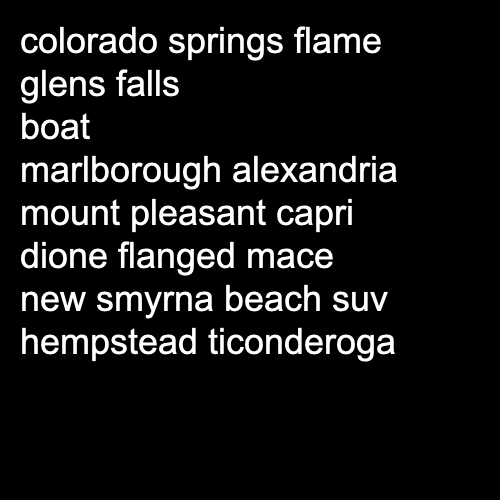 colorado springs flame
glens falls
boat
marlborough alexandria
mount pleasant capri
dione flanged mace
new smyrna beach suv
hempstead ticonderoga